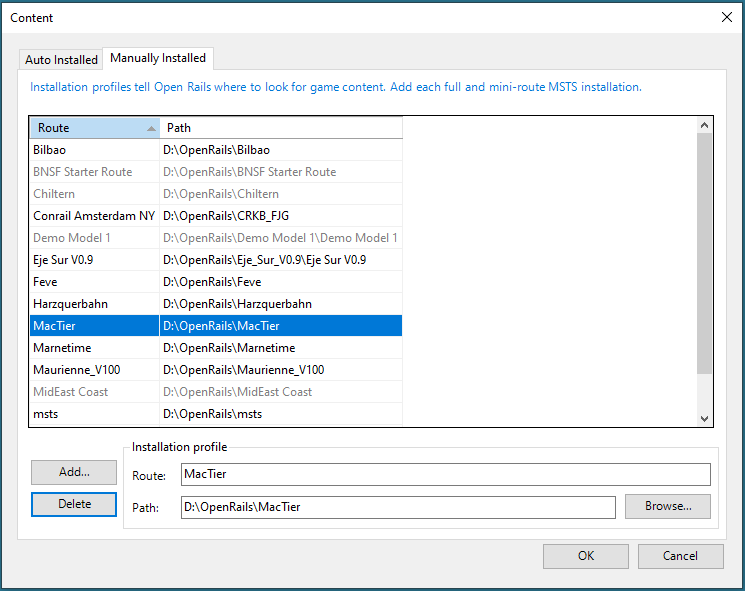 Content
Auto Installed
Manually Installed
Installation profiles tell Open Rails where to look for game content. Add each full and mini-route MSTS installation.
Route Path
Bilbao D:\OpenRails\Bilbao
BNSF Starter Route D:\OpenRails\BNSF Starter Route
Chiltern D:\OpenRails\Chiltern
Conrail Amsterdam NY D:\OpenRails\CRKB_FJG
Demo Model 1 D:\OpenRails\Demo Model 1\Demo Model 1
Eje Sur V0.9 D:\OpenRails\Eje_Sur_V0.9\Eje Sur V0.9
Feve D:\OpenRails\Feve
Harzquerbahn D:\OpenRails\Harzquerbahn
MacTier D:\OpenRails\MacTier
Marnetime D:\OpenRails\Marnetime
Maurienne_V100 D:\OpenRails\Maurienne_V100
MidEast Coast D:\OpenRails\MidEast Coast
msts D:\OpenRails\msts
Installation profile
Add...
Route: MacTier
Delete
Path: D:\OpenRails\MacTier Browse...
OK Cancel